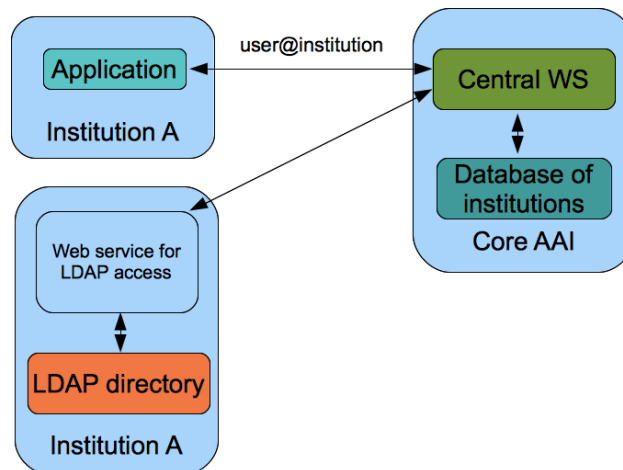 user@institution
Application
Institution A
Central WS
Database of
institutions
Core AAI
Web service for
LDAP access
LDAP directory
Institution A